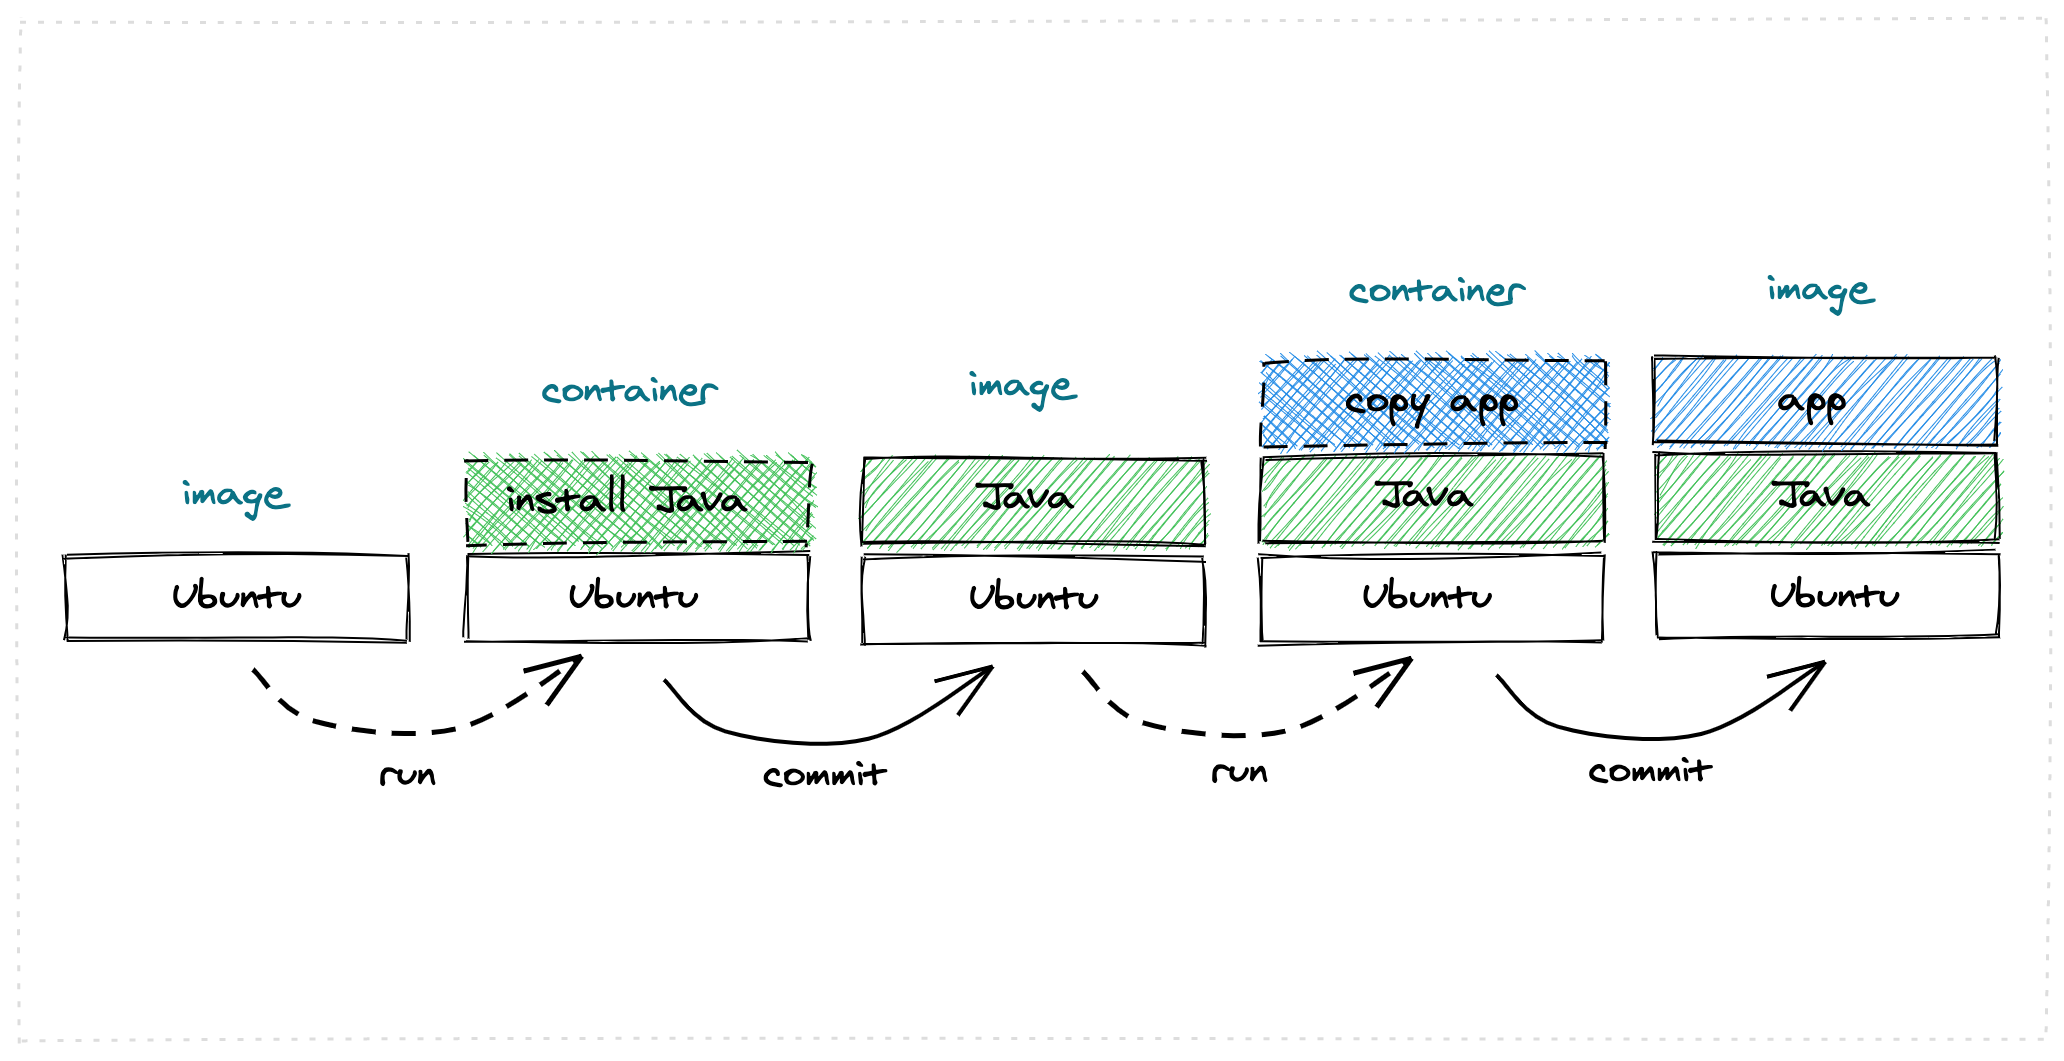 image
Ubuntu
container
install Java
Ubuntu
image
Java
Ubuntu
container
copy app
Java
Ubuntu
image
app
Java
Ubuntu
run
commit
run
commit